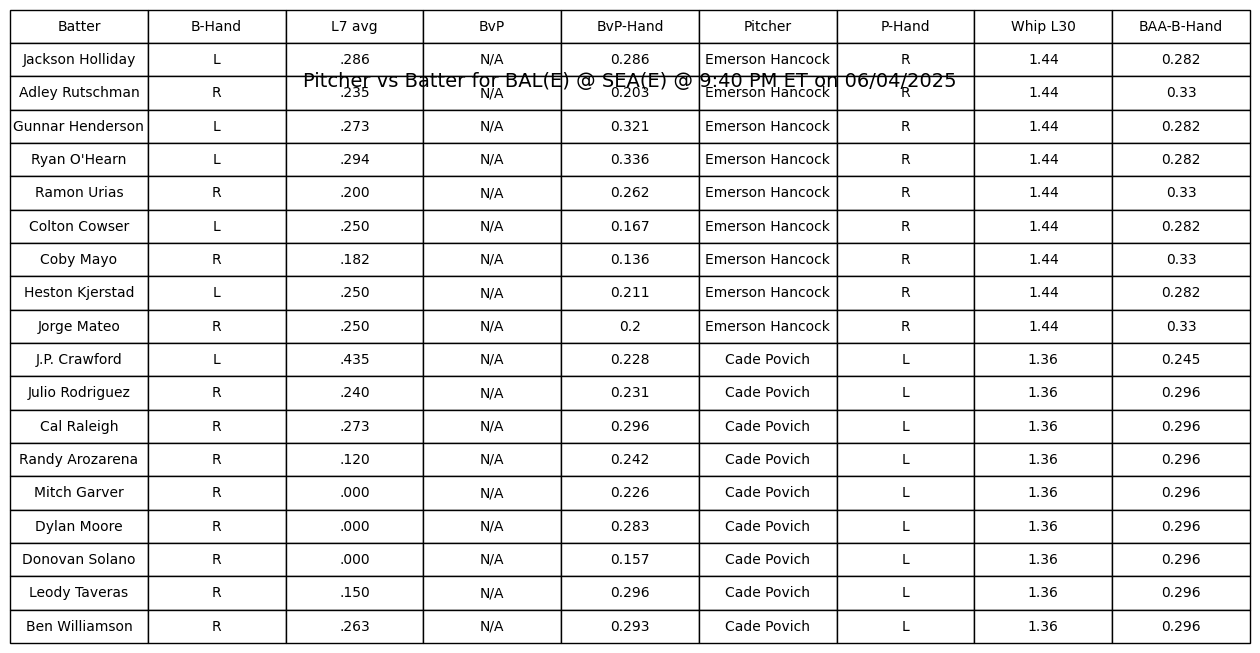 Batter B-Hand L7 avg BvP BvP-Hand Pitcher P-Hand Whip L30 BAA-B-Hand
Jackson Holliday L .286 N/A 0.286 Emerson Hancock R 1.44 0.282
Pitcher vs Batter for BAL(E) @ SEA(E) @ 9:40 PM ET on 06/04/2025
Adley Rutschman R .235 N/A 0.203 Emerson Hancock R 1.44 0.33
Gunnar Henderson L .273 N/A 0.321 Emerson Hancock R 1.44 0.282
Ryan O'Hearn L .294 N/A 0.336 Emerson Hancock R 1.44 0.282
Ramon Urias R .200 N/A 0.262 Emerson Hancock R 1.44 0.33
Colton Cowser L .250 N/A 0.167 Emerson Hancock R 1.44 0.282
Coby Mayo R .182 N/A 0.136 Emerson Hancock R 1.44 0.33
Heston Kjerstad L .250 N/A 0.211 Emerson Hancock R 1.44 0.282
Jorge Mateo R .250 N/A 0.2 Emerson Hancock R 1.44 0.33
J.P. Crawford L .435 N/A 0.228 Cade Povich L 1.36 0.245
Julio Rodriguez R .240 N/A 0.231 Cade Povich L 1.36 0.296
Cal Raleigh R .273 N/A 0.296 Cade Povich L 1.36 0.296
Randy Arozarena R .120 N/A 0.242 Cade Povich L 1.36 0.296
Mitch Garver R .000 N/A 0.226 Cade Povich L 1.36 0.296
Dylan Moore R .000 N/A 0.283 Cade Povich L 1.36 0.296
Donovan Solano R .000 N/A 0.157 Cade Povich L 1.36 0.296
Leody Taveras R .150 N/A 0.296 Cade Povich L 1.36 0.296
Ben Williamson R .263 N/A 0.293 Cade Povich L 1.36 0.296